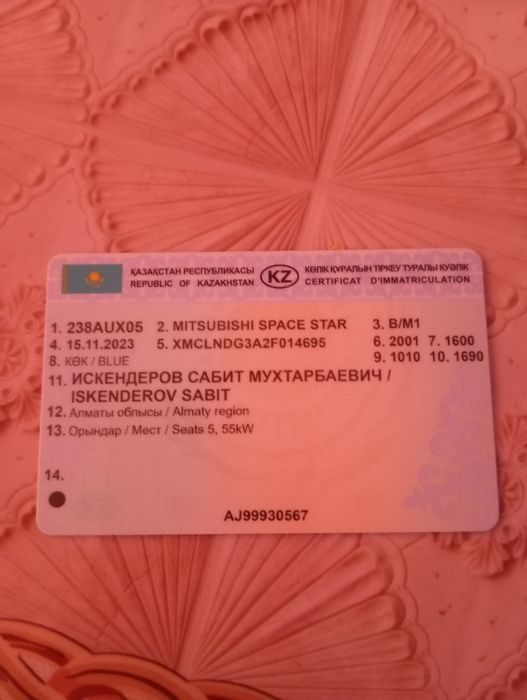 ҚАЗАҚСТАН РЕСПУБЛИКАСЫ KZ КӨЛІК ҚҰРАЛЫН ТІРКЕУ ТУРАЛЫ КУӘЛІК
REPUBLIC OF KAZAKHSTAN CERTIFICAT D'IMMATRICULATION
1. 238AUX05 2. MITSUBISHI SPACE STAR 3. B/M1
4. 15.11.2023 5. XMCLNDG3A2F014695 6. 2001 7. 1600
8. КӨК / BLUE 9. 1010 10. 1690
11. ИСКЕНДЕРОВ САБИТ МУХТАРБАЕВИЧ /
ISKENDEROV SABIT
12. Алматы облысы / Almaty region
13. Орындар / Мест / Seats 5, 55kW
14.
AJ99930567